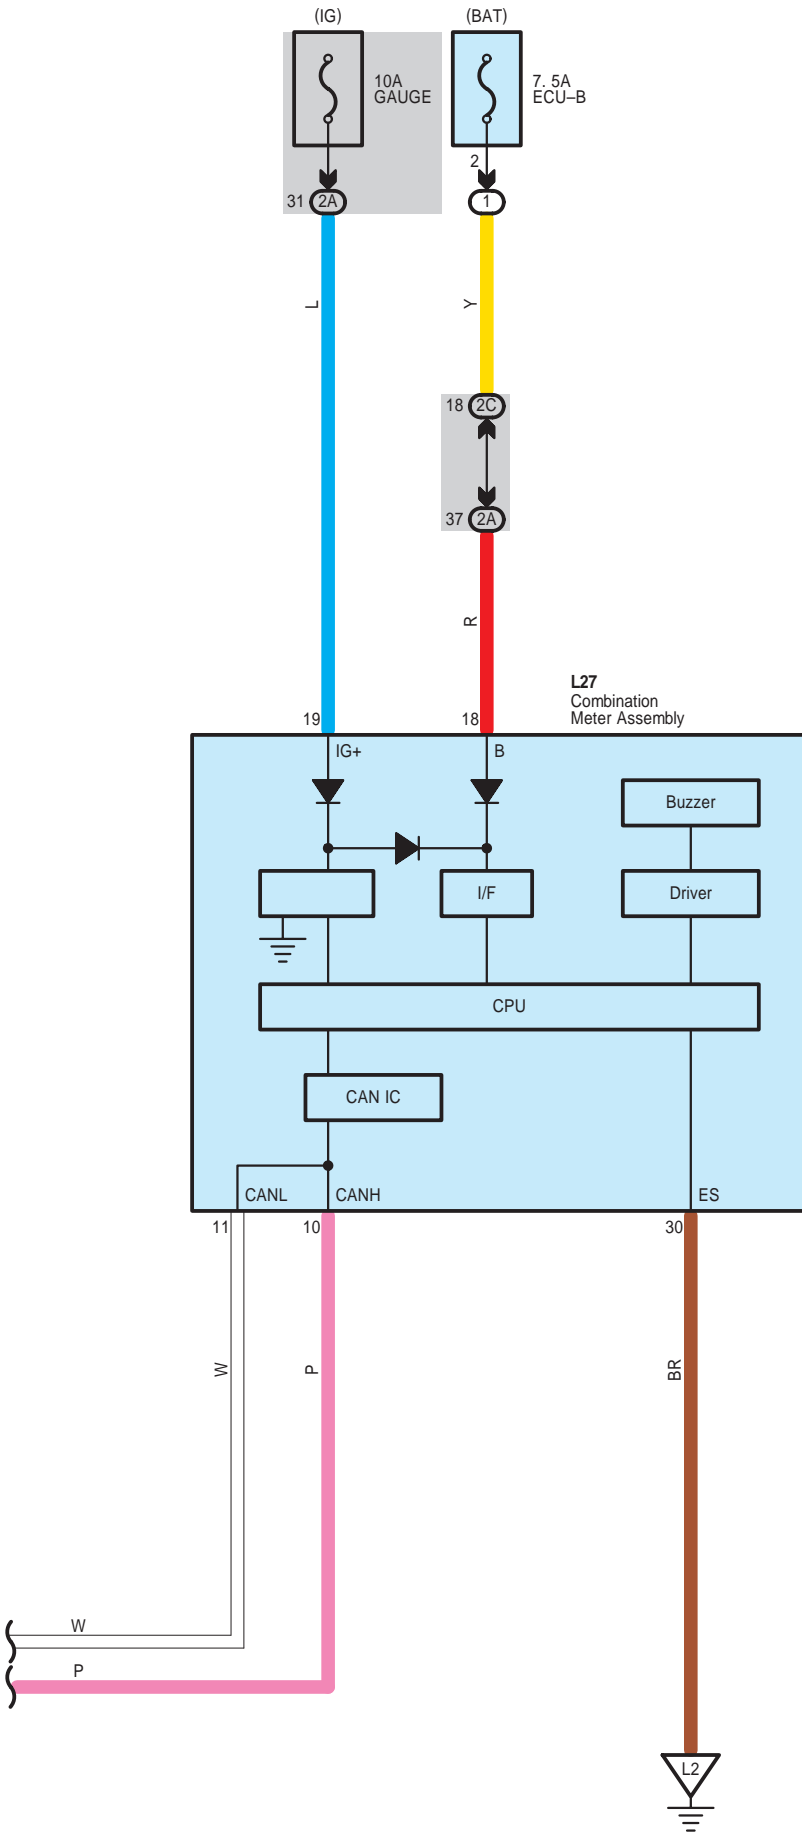 (IG)
(BAT)
10A
GAUGE
7. 5A
ECU–B
2
31
2A
1
L
Y
18
2C
37
2A
R
L27
Combination
Meter Assembly
19
18
IG+
B
Buzzer
I/F
Driver
CPU
CAN IC
CANL
CANH
ES
11
10
30
W
P
BR
W
P
L2